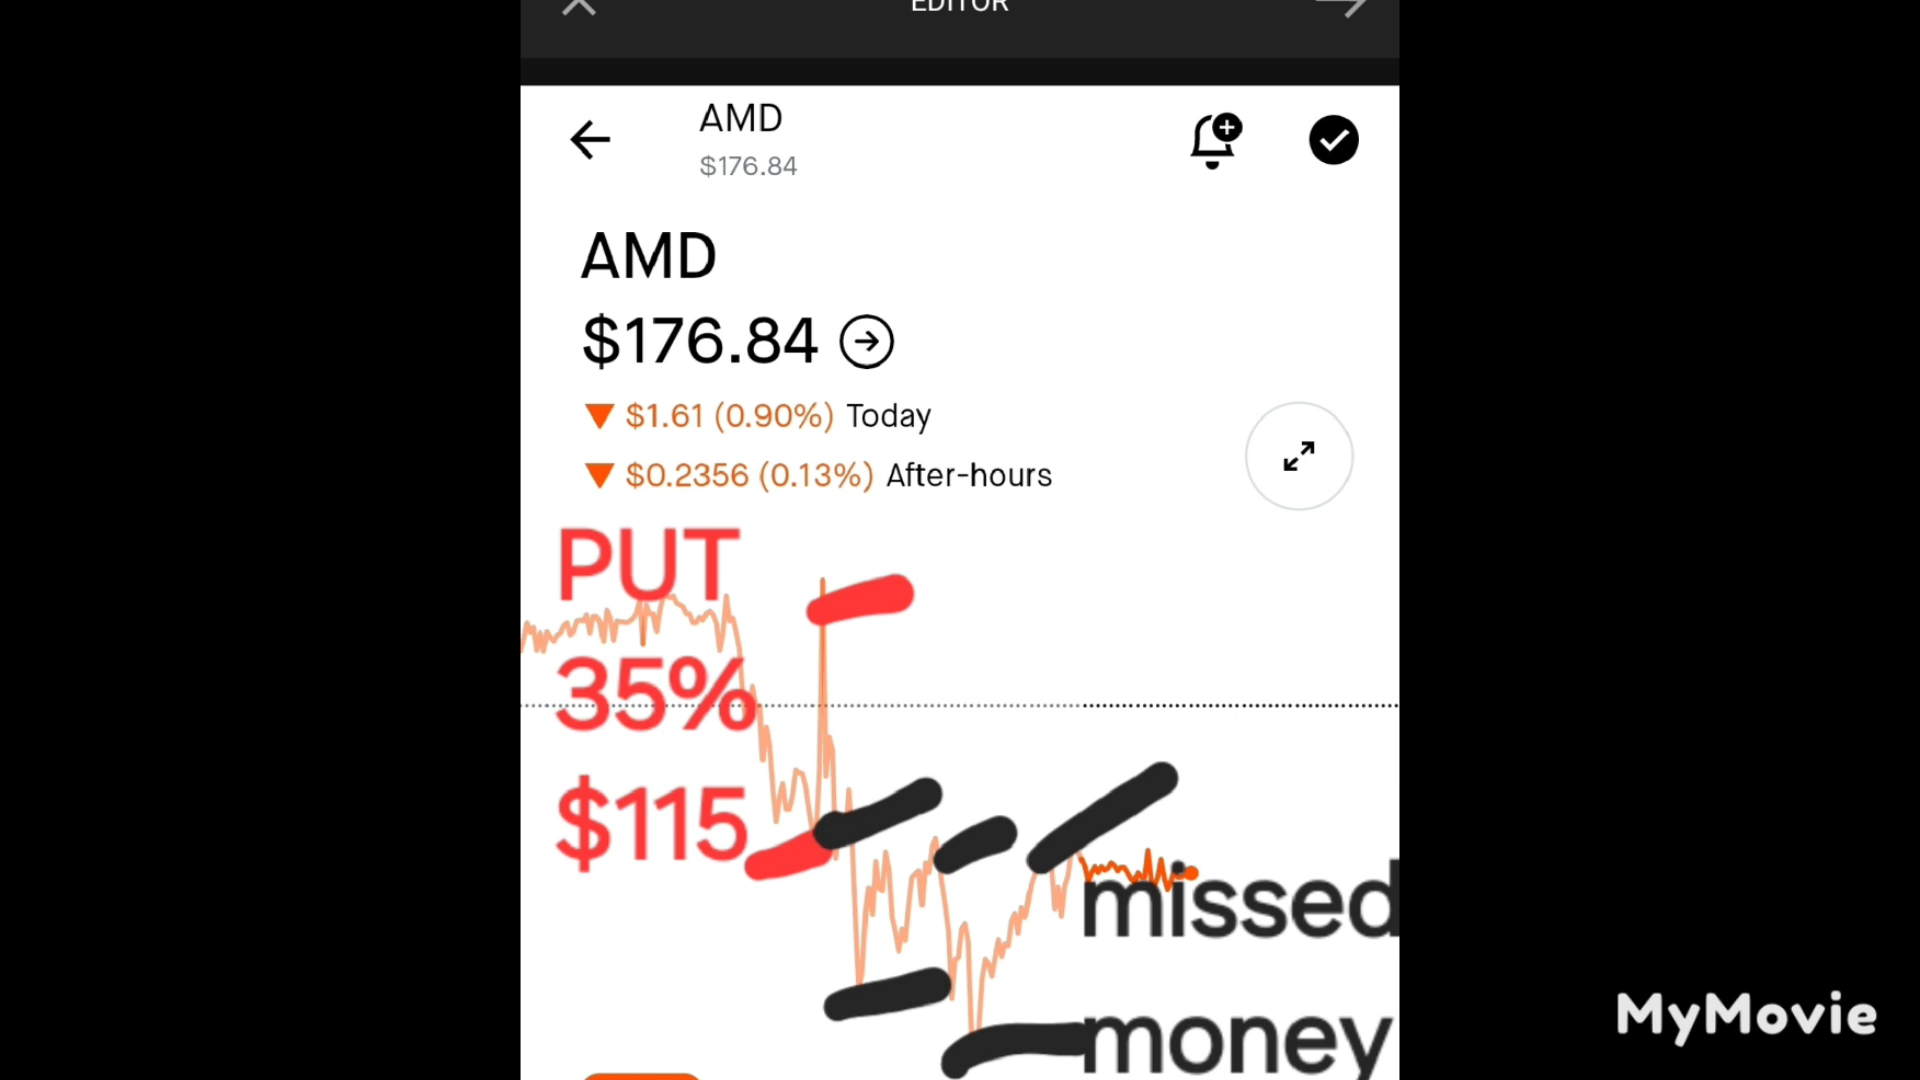 EDITOR
AMD
$176.84
AMD
$176.84
$1.61 (0.90%) Today
$0.2356 (0.13%) After-hours
PUT
35%
$115
missed
money
MyMovie